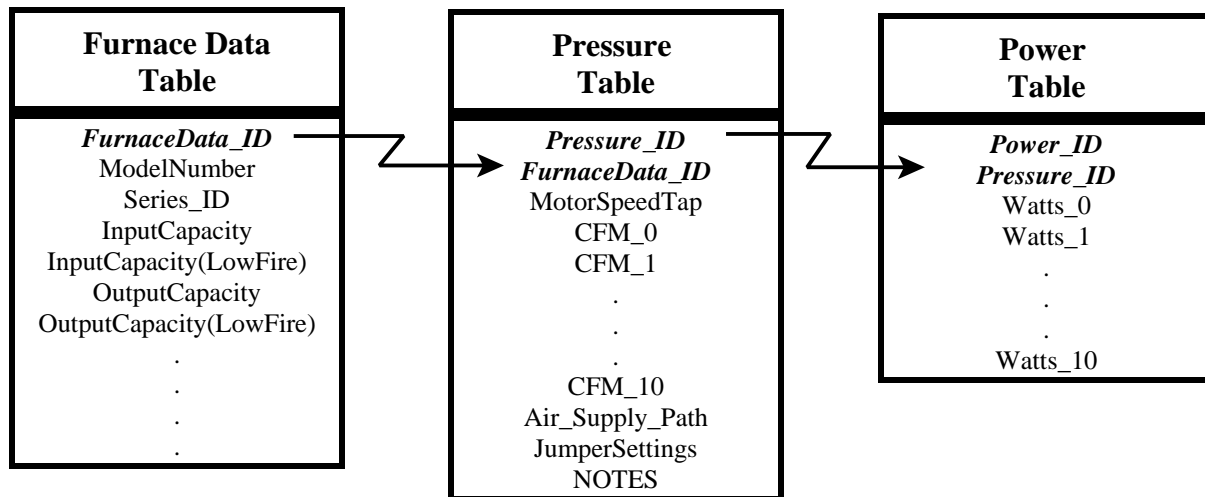 Furnace Data
Table
FurnaceData_ID
ModelNumber
Series_ID
InputCapacity
InputCapacity(LowFire)
OutputCapacity
OutputCapacity(LowFire)
.
.
.
.
Pressure
Table
Pressure_ID
FurnaceData_ID
MotorSpeedTap
CFM_0
CFM_1
.
.
.
CFM_10
Air_Supply_Path
JumperSettings
NOTES
Power
Table
Power_ID
Pressure_ID
Watts_0
Watts_1
.
.
.
Watts_10